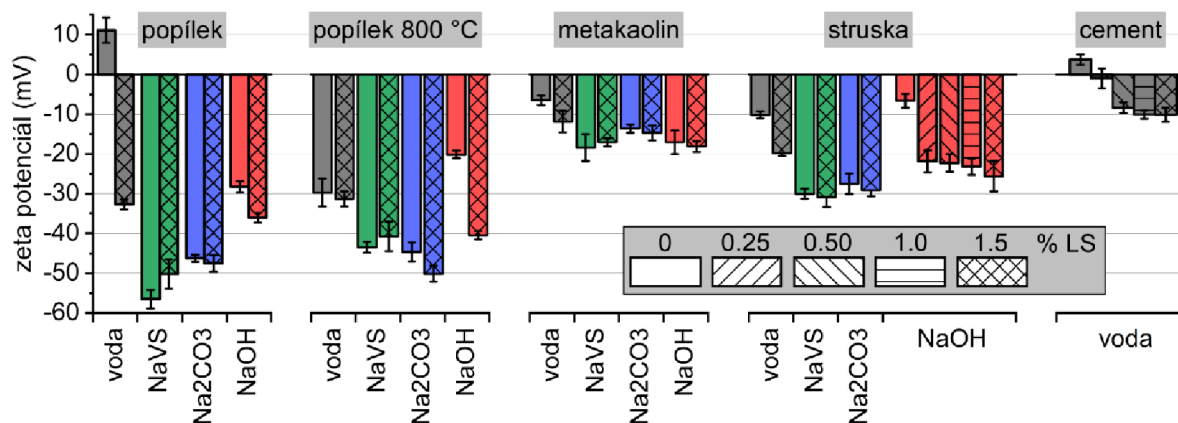 zeta potenciál (mV)
10
0
-10
-20
-30
-40
-50
-60
popílek
popílek 800 °C
metakaolin
struska
cement
0 0.25 0.50 1.0 1.5 % LS
voda
NaVS
Na2CO3
NaOH
voda
NaVS
Na2CO3
NaOH
voda
NaVS
Na2CO3
NaOH
voda
NaVS
Na2CO3
NaOH
voda